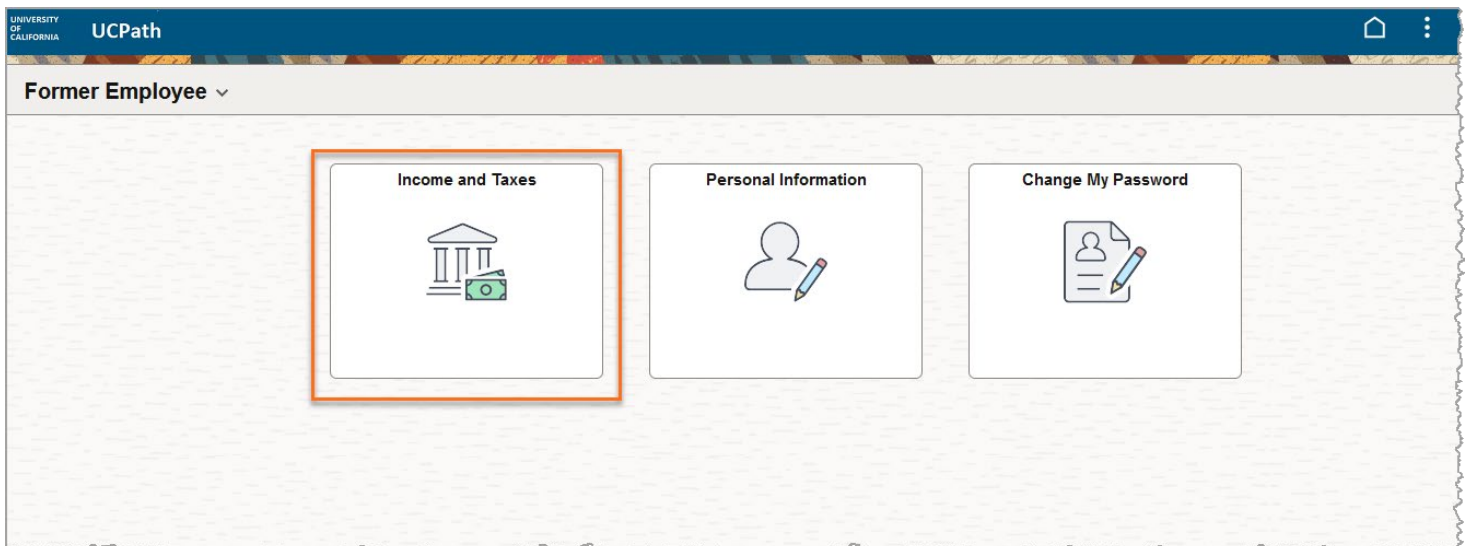 UNIVERSITY
OF
CALIFORNIA
UCPath
Former Employee
Income and Taxes
Personal Information
Change My Password